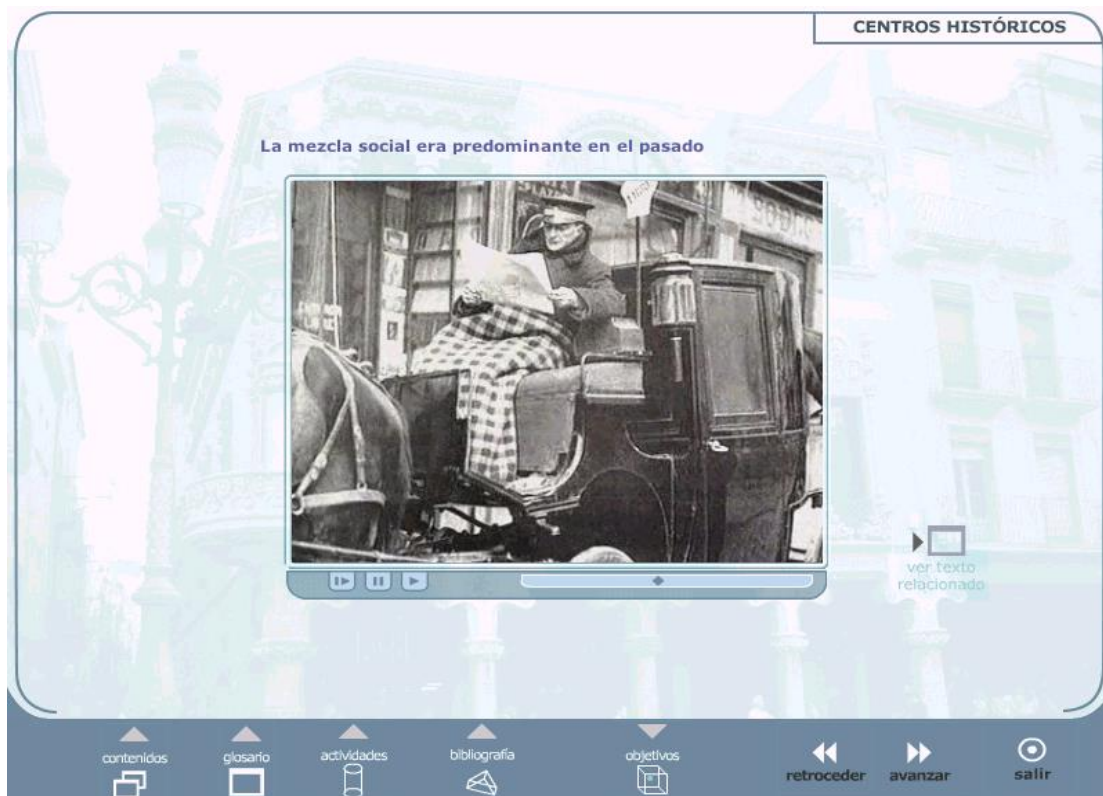 CENTROS HISTÓRICOS
La mezcla social era predominante en el pasado
ver texto
relacionado
contenidos
glosario
actividades
bibliografía
objetivos
retroceder
avanzar
salir